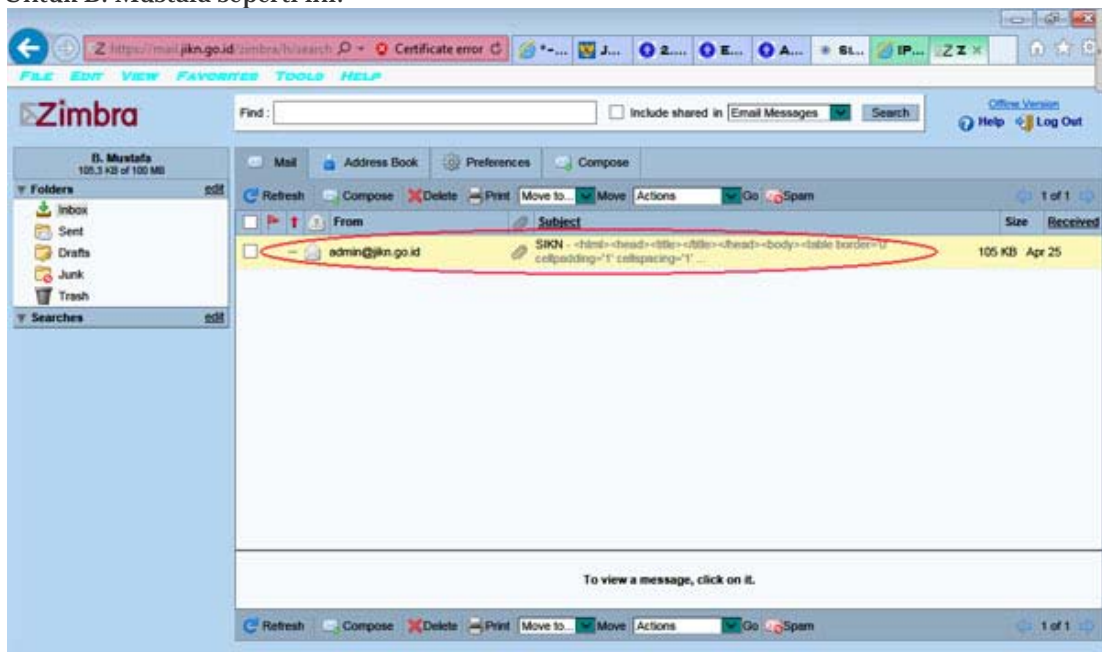 Untuk B. Mustafa seperti ini:
https://mail.jikn.go.id/zimbra/h/search Certificate error
*-... J... 2.... E... A... SI... IP... Z
FILE EDIT VIEW FAVORITES TOOLS HELP
Zimbra
Find : Include shared in Email Messages Search
Offline Version
Help Log Out
B. Mustafa
105.3 KB of 100 MB
Mail Address Book Preferences Compose
Folders edit
Inbox
Sent
Drafts
Junk
Trash
Searches edit
Refresh Compose Delete Print Move to... Move Actions Go Spam 1 of 1
From Subject Size Received
admin@jikn.go.id SIKN - <html><head><title></title></head><body><table border='0' cellpadding='1' cellspacing='1' ... 105 KB Apr 25
To view a message, click on it.
Refresh Compose Delete Print Move to... Move Actions Go Spam 1 of 1